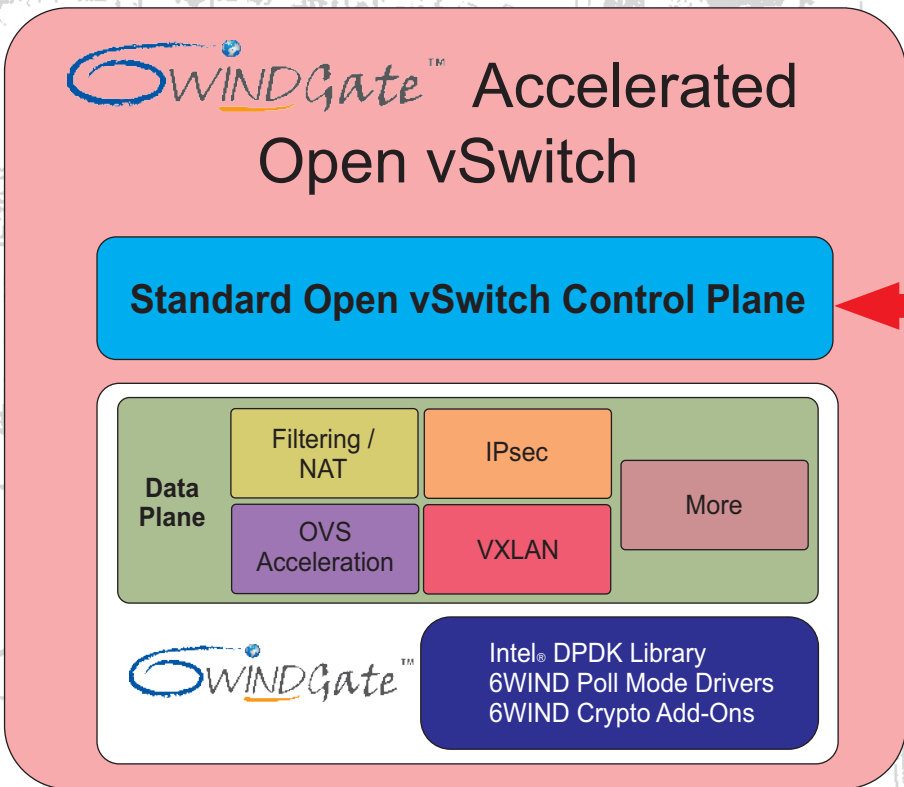 6WINDGate™ Accelerated
Open vSwitch
Standard Open vSwitch Control Plane
Data
Plane
Filtering /
NAT
IPsec
OVS
Acceleration
VXLAN
More
6WINDGate™
Intel® DPDK Library
6WIND Poll Mode Drivers
6WIND Crypto Add-Ons